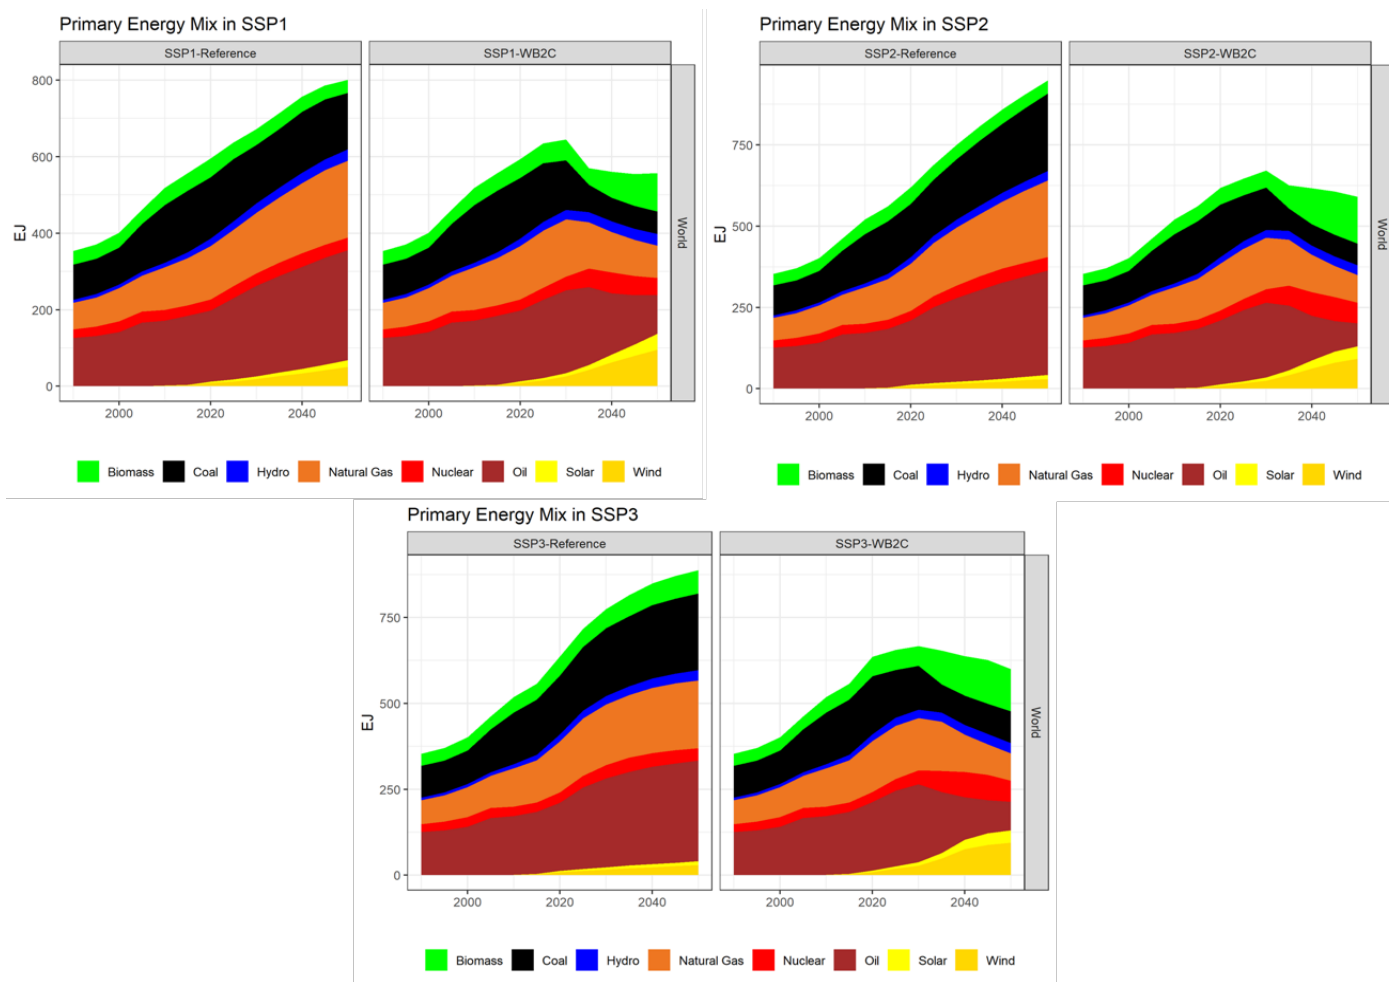 Primary Energy Mix in SSP1
SSP1-Reference SSP1-WB2C
800
600
400
200
0
EJ
World
2000 2020 2040 2000 2020 2040
Biomass Coal Hydro Natural Gas Nuclear Oil Solar Wind
Primary Energy Mix in SSP2
SSP2-Reference SSP2-WB2C
750
500
250
0
EJ
World
2000 2020 2040 2000 2020 2040
Biomass Coal Hydro Natural Gas Nuclear Oil Solar Wind
Primary Energy Mix in SSP3
SSP3-Reference SSP3-WB2C
750
500
250
0
EJ
World
2000 2020 2040 2000 2020 2040
Biomass Coal Hydro Natural Gas Nuclear Oil Solar Wind